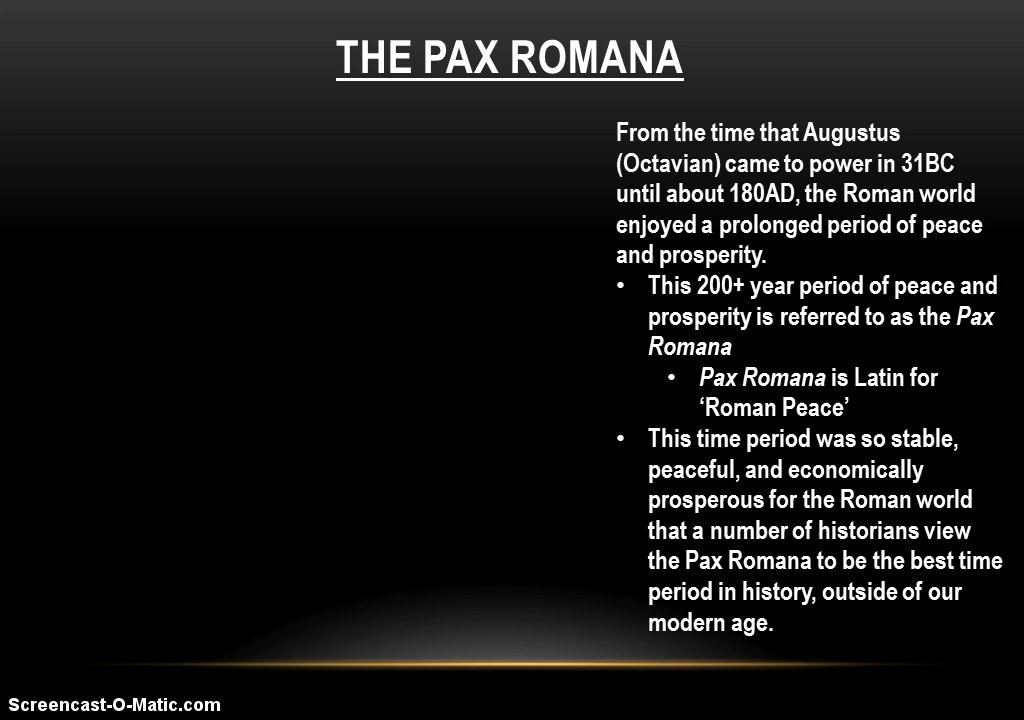 THE PAX ROMANA
From the time that Augustus
(Octavian) came to power in 31BC
until about 180AD, the Roman world
enjoyed a prolonged period of peace
and prosperity.
• This 200+ year period of peace and
prosperity is referred to as the Pax
Romana
• Pax Romana is Latin for
‘Roman Peace’
• This time period was so stable,
peaceful, and economically
prosperous for the Roman world
that a number of historians view
the Pax Romana to be the best time
period in history, outside of our
modern age.
Screencast-O-Matic.com